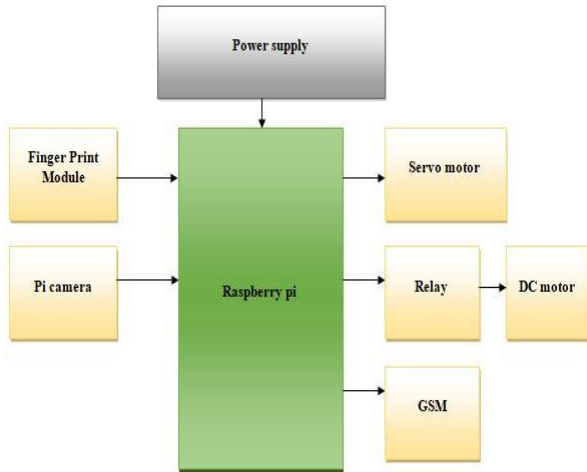 Power supply
Finger Print
Module
Servo motor
Pi camera
Raspberry pi
Relay
DC motor
GSM